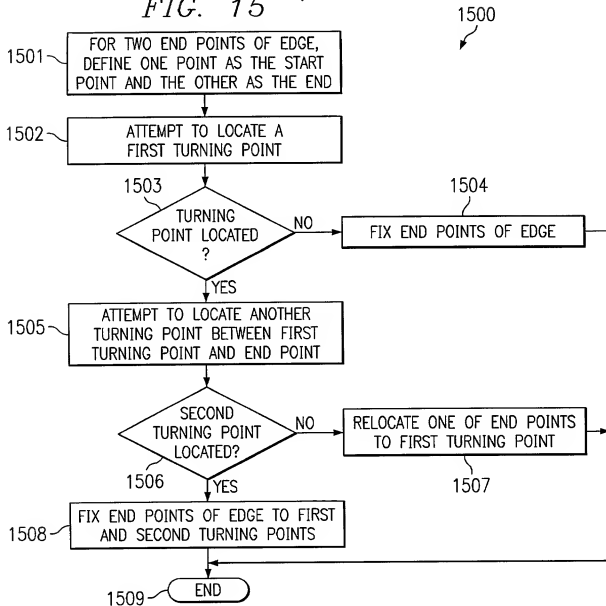 FIG. 15
1500
1501
FOR TWO END POINTS OF EDGE,
DEFINE ONE POINT AS THE START
POINT AND THE OTHER AS THE END
1502
ATTEMPT TO LOCATE A
FIRST TURNING POINT
1503
TURNING
POINT LOCATED
?
NO
1504
FIX END POINTS OF EDGE
YES
1505
ATTEMPT TO LOCATE ANOTHER
TURNING POINT BETWEEN FIRST
TURNING POINT AND END POINT
SECOND
TURNING POINT
LOCATED?
1506
NO
RELOCATE ONE OF END POINTS
TO FIRST TURNING POINT
1507
YES
1508
FIX END POINTS OF EDGE TO FIRST
AND SECOND TURNING POINTS
1509
END